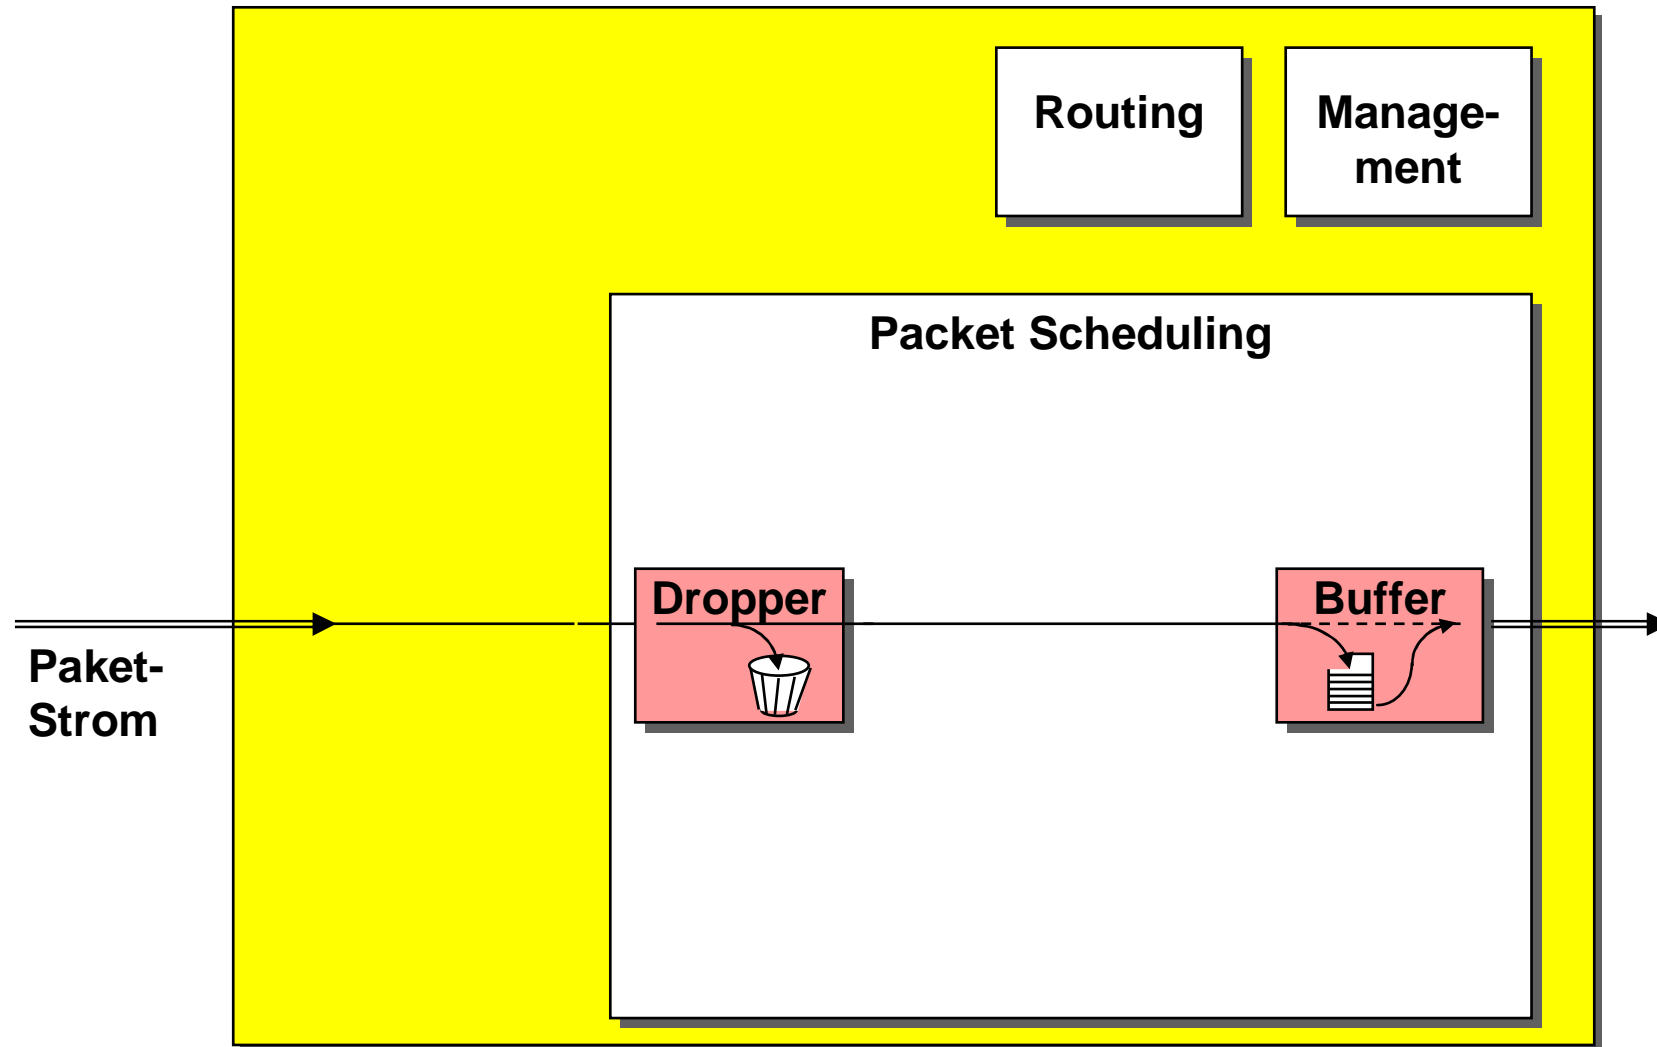 Routing
Manage-
ment
Packet Scheduling
Dropper
Buffer
Paket-
Strom